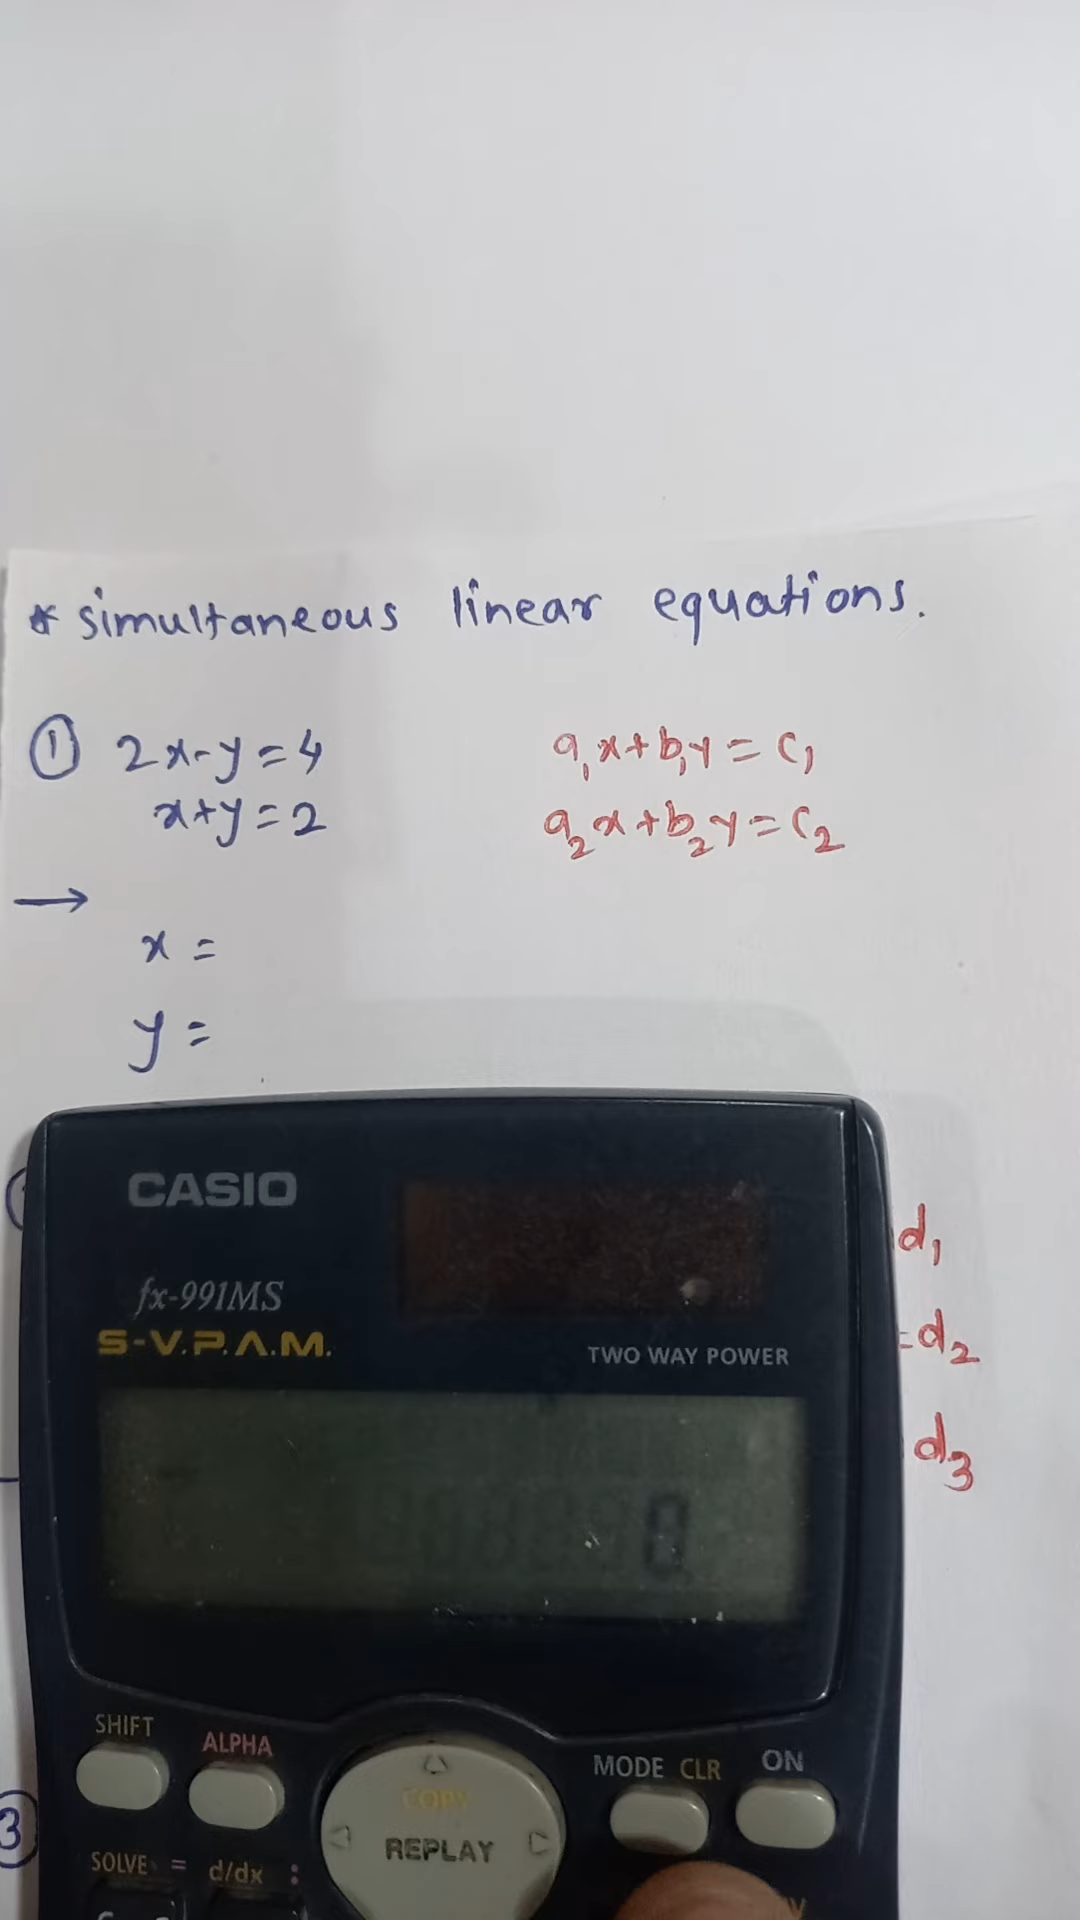 * simultaneous linear equations.
① 2x-y=4
x+y=2
a₁x+b₁y=c₁
a₂x+b₂y=c₂
→
x=
y=
d₁
=d₂
d₃
CASIO
fx-991MS
S-V.P.A.M.
TWO WAY POWER
SHIFT
ALPHA
MODE CLR
ON
COPY
REPLAY
SOLVE =
d/dx :
3